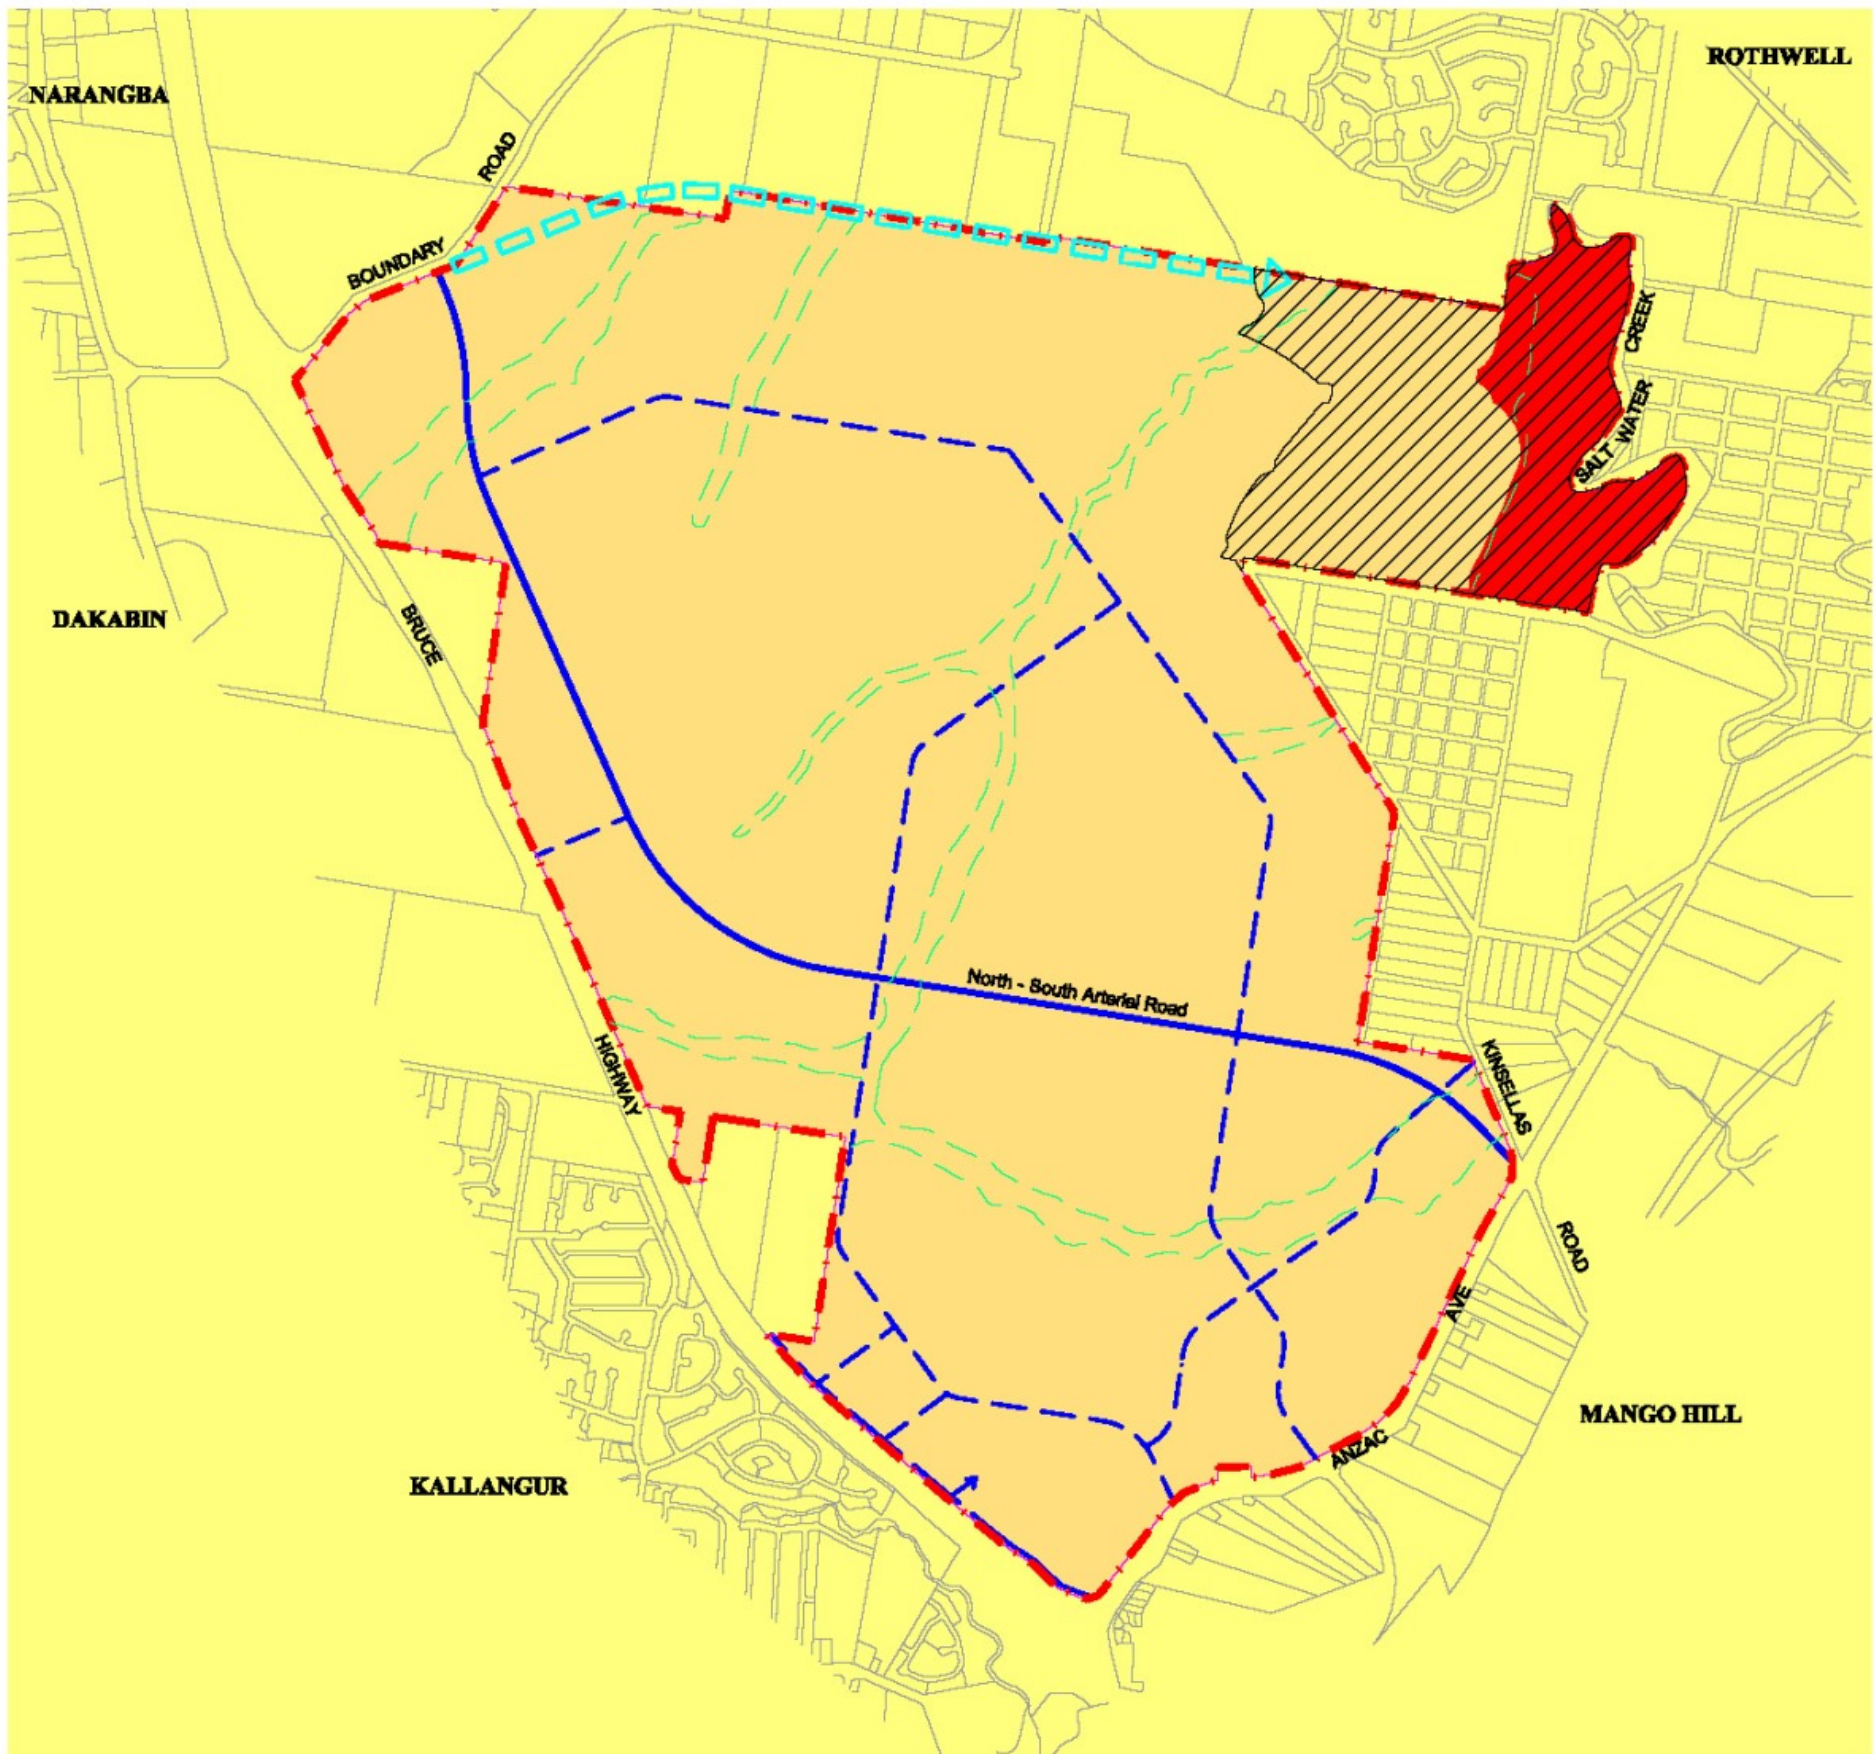 ROTHWELL
NARANGBA
ROAD
BOUNDARY
CREEK
SALT WATER
DAKABIN
BRUCE
North - South Arterial Road
HIGHWAY
KINSELLAS
ROAD
AVE
MANGO HILL
ANZAC
KALLANGUR